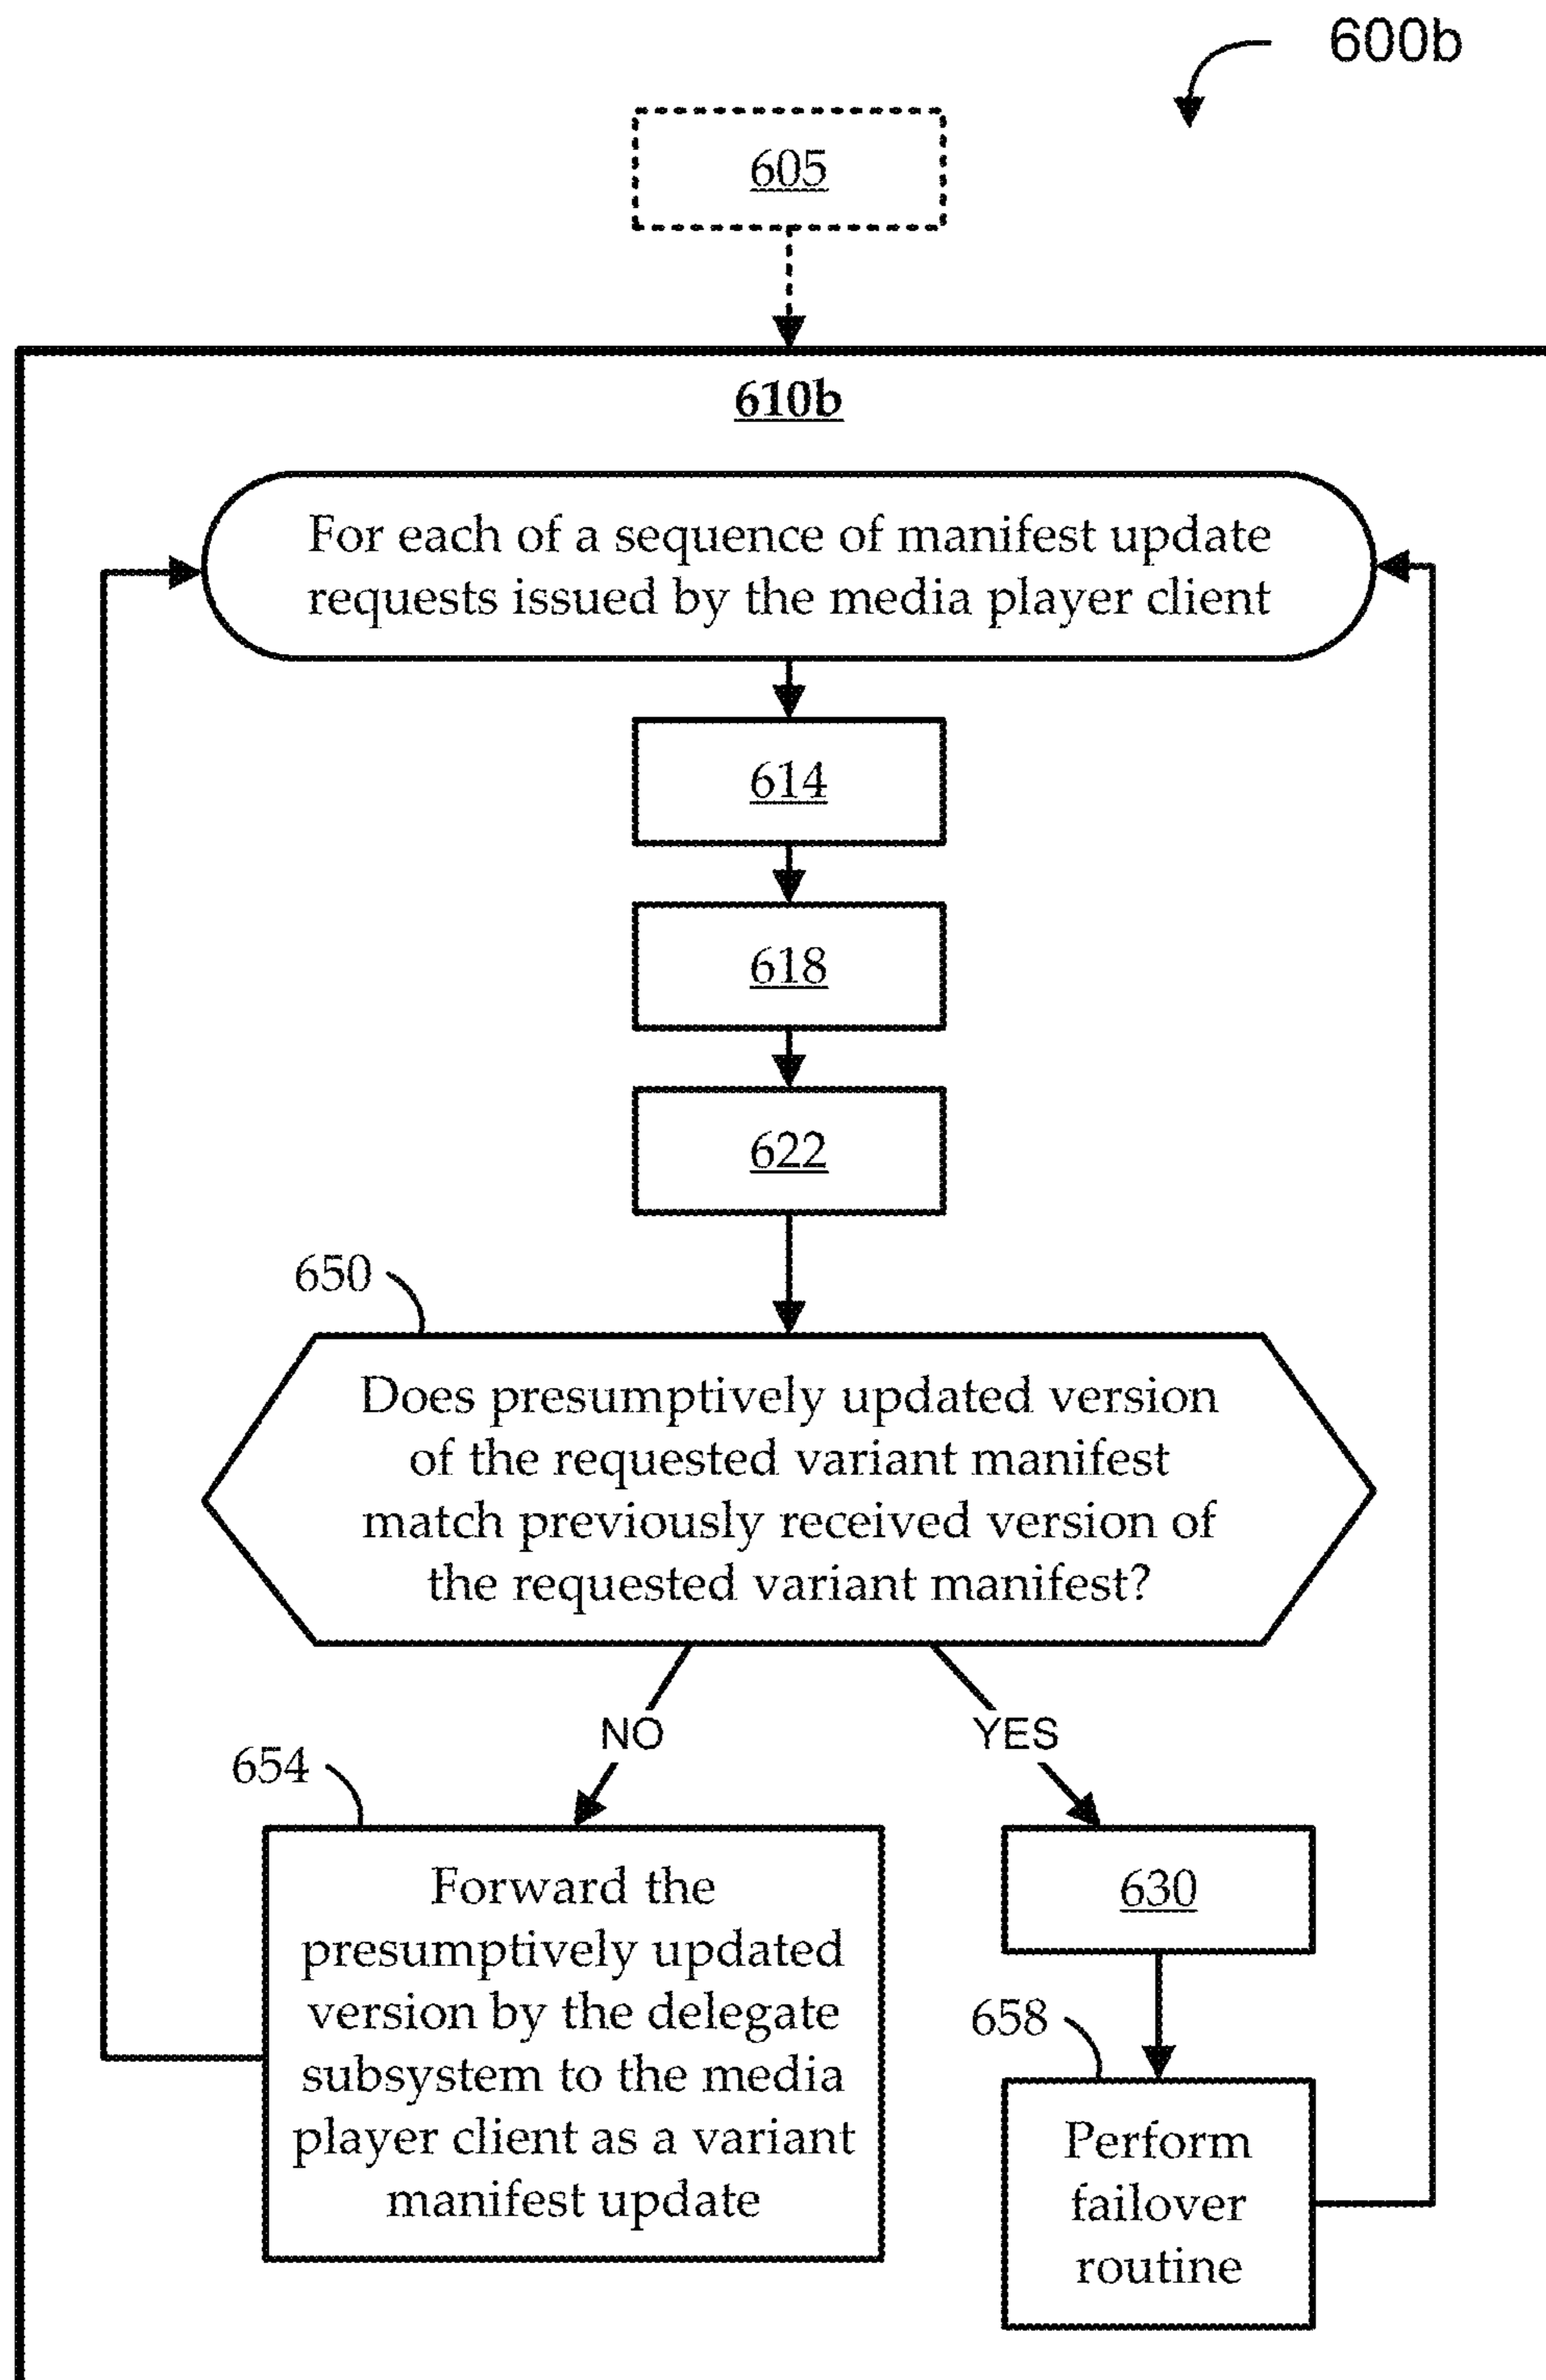 600b
605
610b
For each of a sequence of manifest update
requests issued by the media player client
614
618
622
650
Does presumptively updated version
of the requested variant manifest
match previously received version of
the requested variant manifest?
NO
YES
654
Forward the
presumptively updated
version by the delegate
subsystem to the media
player client as a variant
manifest update
630
658
Perform
failover
routine